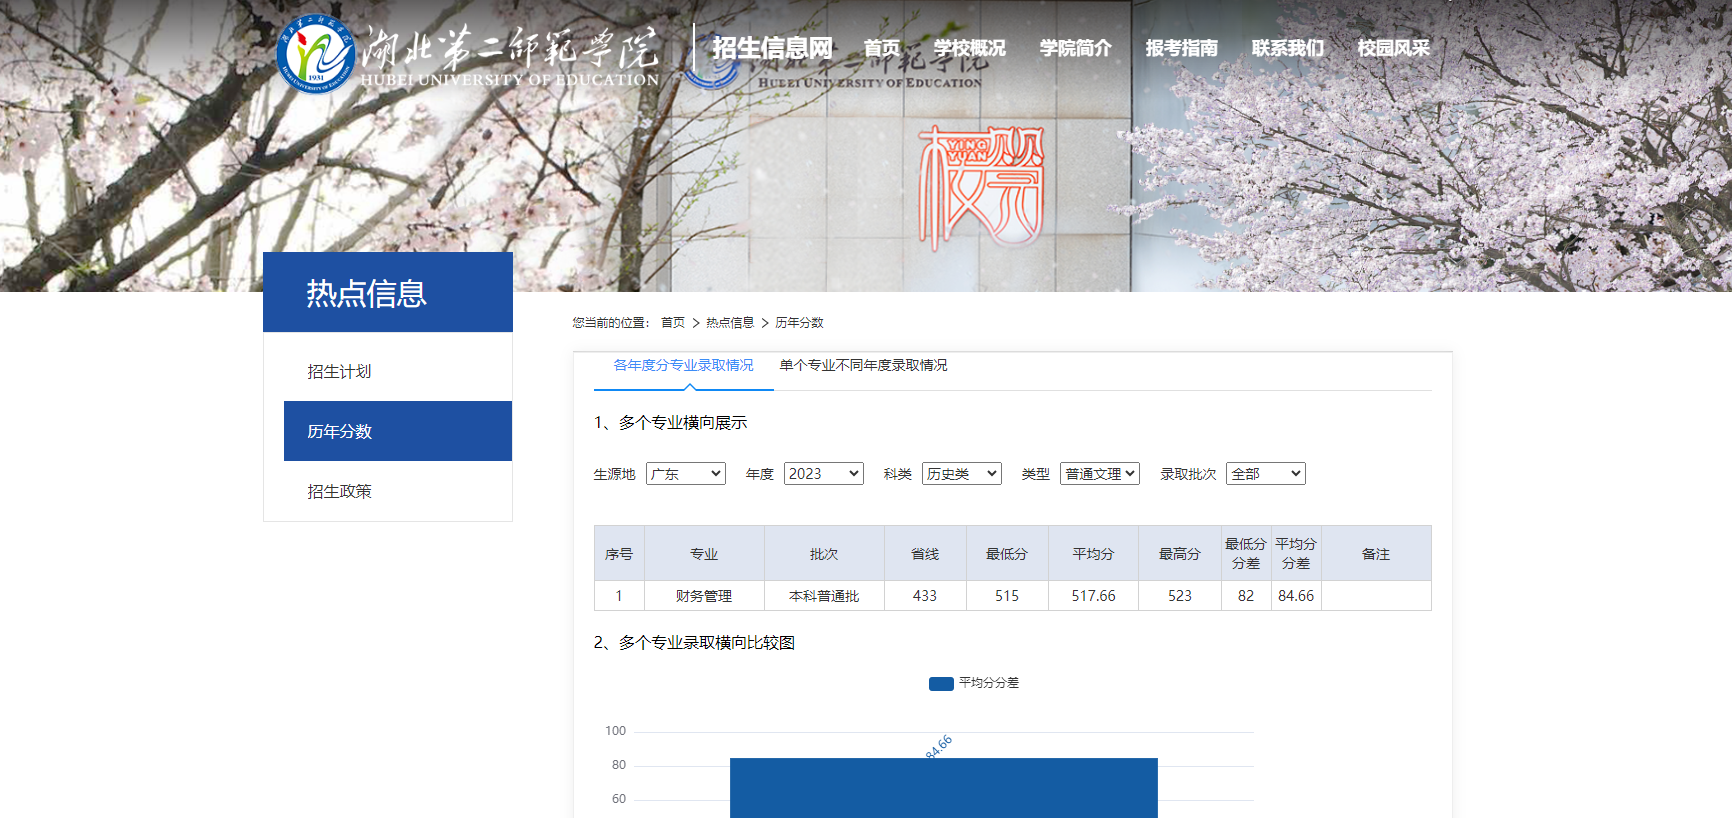 湖北第二师范学院
HUBEI UNIVERSITY OF EDUCATION
1931
招生信息网
首页 学校概况 学院简介 报考指南 联系我们 校园风采
HUBEI UNIVERSITY OF EDUCATION
YING
YUAN
热点信息
招生计划
历年分数
招生政策
您当前的位置： 首页 > 热点信息 > 历年分数
各年度分专业录取情况 单个专业不同年度录取情况
1、多个专业横向展示
生源地 广东 年度 2023 科类 历史类 类型 普通文理 录取批次 全部
序号 专业 批次 省线 最低分 平均分 最高分 最低分分差 平均分分差 备注
1 财务管理 本科普通批 433 515 517.66 523 82 84.66
2、多个专业录取横向比较图
平均分分差
100
84.66
80
60